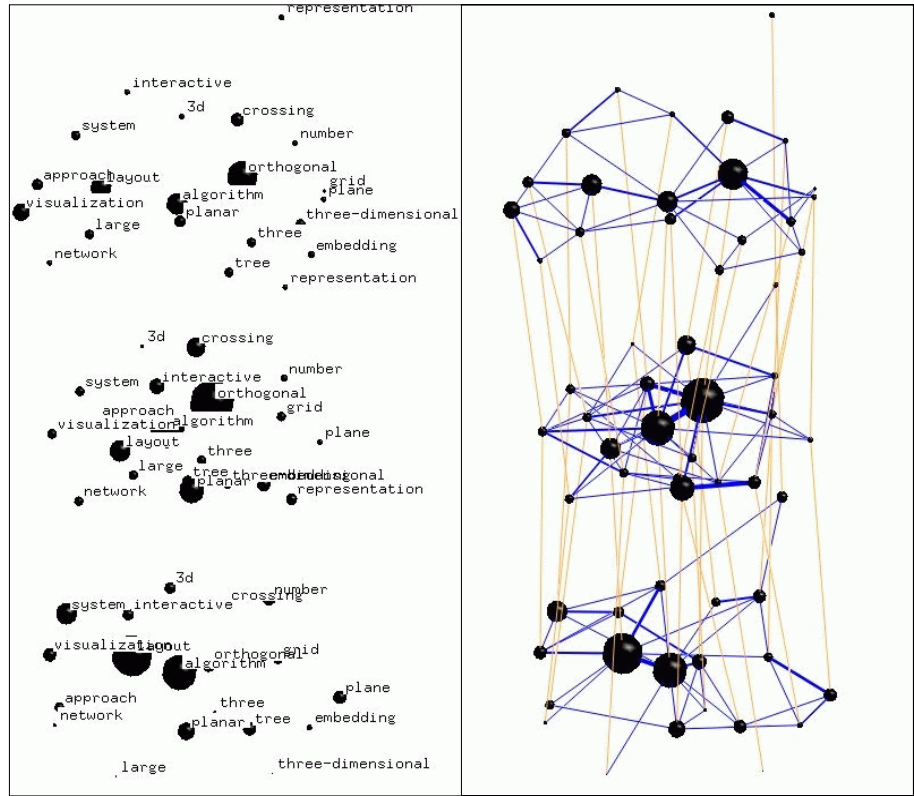 representation
interactive
3d
crossing
system
number
orthogonal
approach
layout
grid
plane
algorithm
visualization
planar
three-dimensional
large
three
embedding
network
tree
representation
3d
crossing
number
system
interactive
orthogonal
approach
grid
visualization
algorithm
plane
layout
three
large
tree
three-dimensional
embedding
planar
network
representation
3d
system
interactive
crossing
number
visualization
layout
orthogonal
grid
algorithm
plane
approach
three
network
planar
tree
embedding
large
three-dimensional